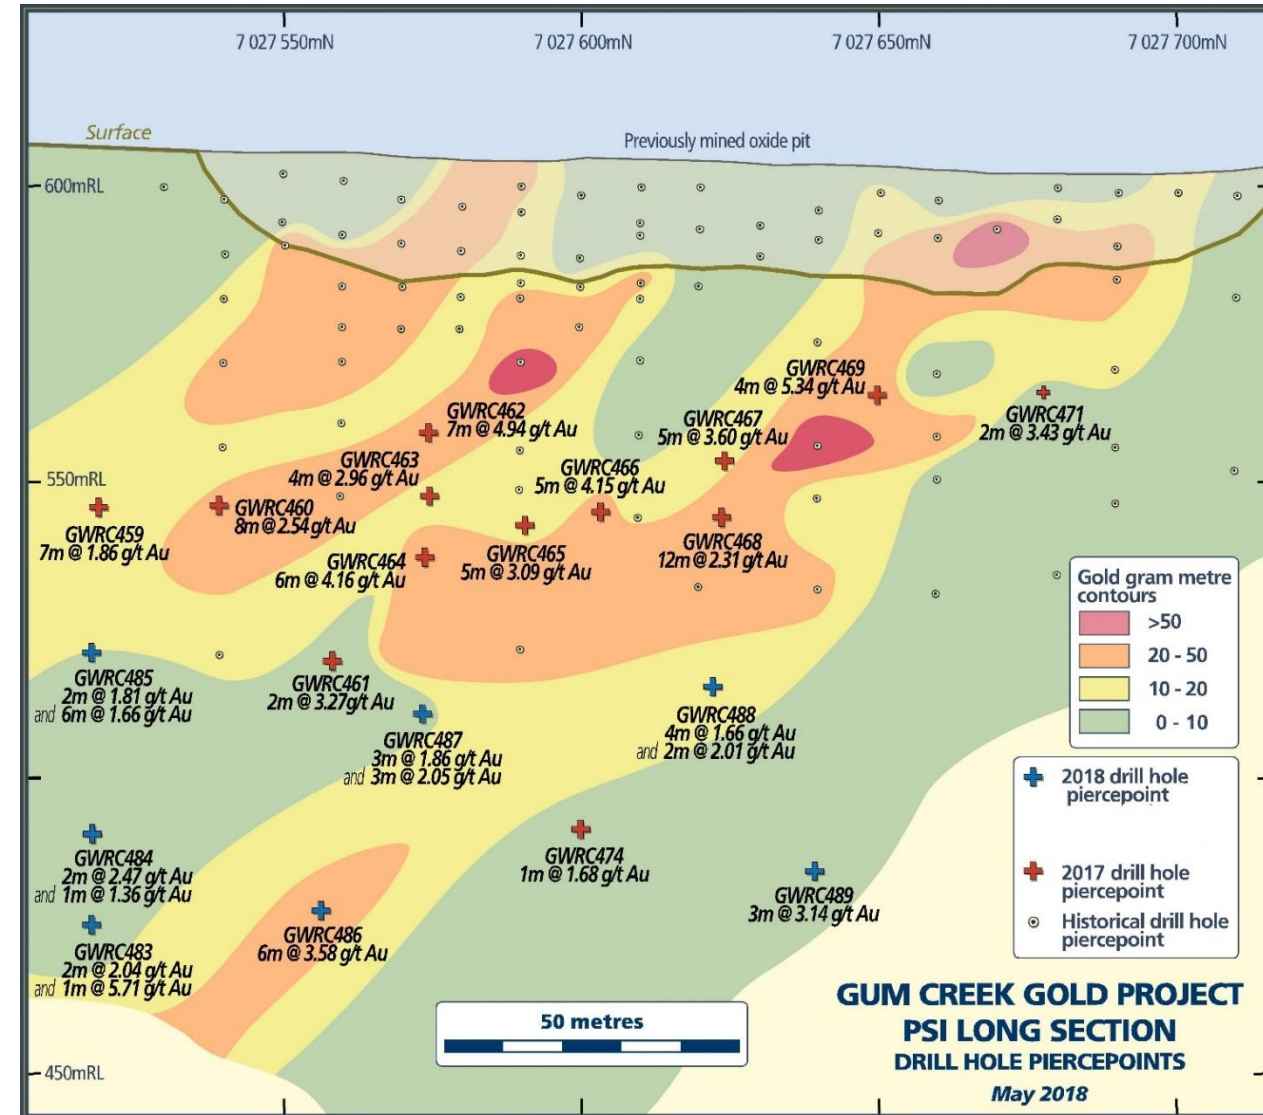 7 027 550mN
7 027 600mN
7 027 650mN
7 027 700mN
Surface
Previously mined oxide pit
600mRL
GWRC469
4m @ 5.34 g/t Au
GWRC462
7m @ 4.94 g/t Au
GWRC467
5m @ 3.60 g/t Au
GWRC471
2m @ 3.43 g/t Au
GWRC463
4m @ 2.96 g/t Au
GWRC466
5m @ 4.15 g/t Au
550mRL
GWRC459
7m @ 1.86 g/t Au
GWRC460
8m @ 2.54 g/t Au
GWRC464
6m @ 4.16 g/t Au
GWRC465
5m @ 3.09 g/t Au
GWRC468
12m @ 2.31 g/t Au
Gold gram metre
contours
>50
20 - 50
10 - 20
0 - 10
GWRC485
2m @ 1.81 g/t Au
and 6m @ 1.66 g/t Au
GWRC461
2m @ 3.27g/t Au
GWRC487
3m @ 1.86 g/t Au
and 3m @ 2.05 g/t Au
GWRC488
4m @ 1.66 g/t Au
and 2m @ 2.01 g/t Au
2018 drill hole
piercepoint
2017 drill hole
piercepoint
Historical drill hole
piercepoint
GWRC484
2m @ 2.47 g/t Au
and 1m @ 1.36 g/t Au
GWRC474
1m @ 1.68 g/t Au
GWRC489
3m @ 3.14 g/t Au
GWRC483
2m @ 2.04 g/t Au
and 1m @ 5.71 g/t Au
GWRC486
6m @ 3.58 g/t Au
50 metres
GUM CREEK GOLD PROJECT
PSI LONG SECTION
DRILL HOLE PIERCEPOINTS
May 2018
450mRL